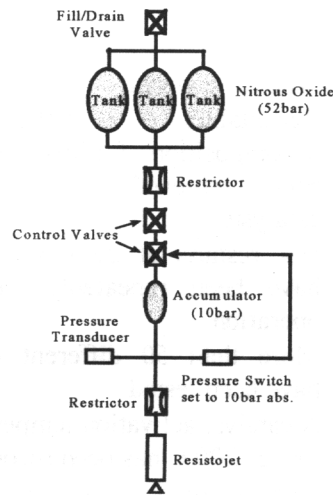 Fill/Drain
Valve
Tank Tank Tank
Nitrous Oxide
(52bar)
Restrictor
Control Valves
Accumulator
(10bar)
Pressure
Transducer
Pressure Switch
set to 10bar abs.
Restrictor
Resistojet